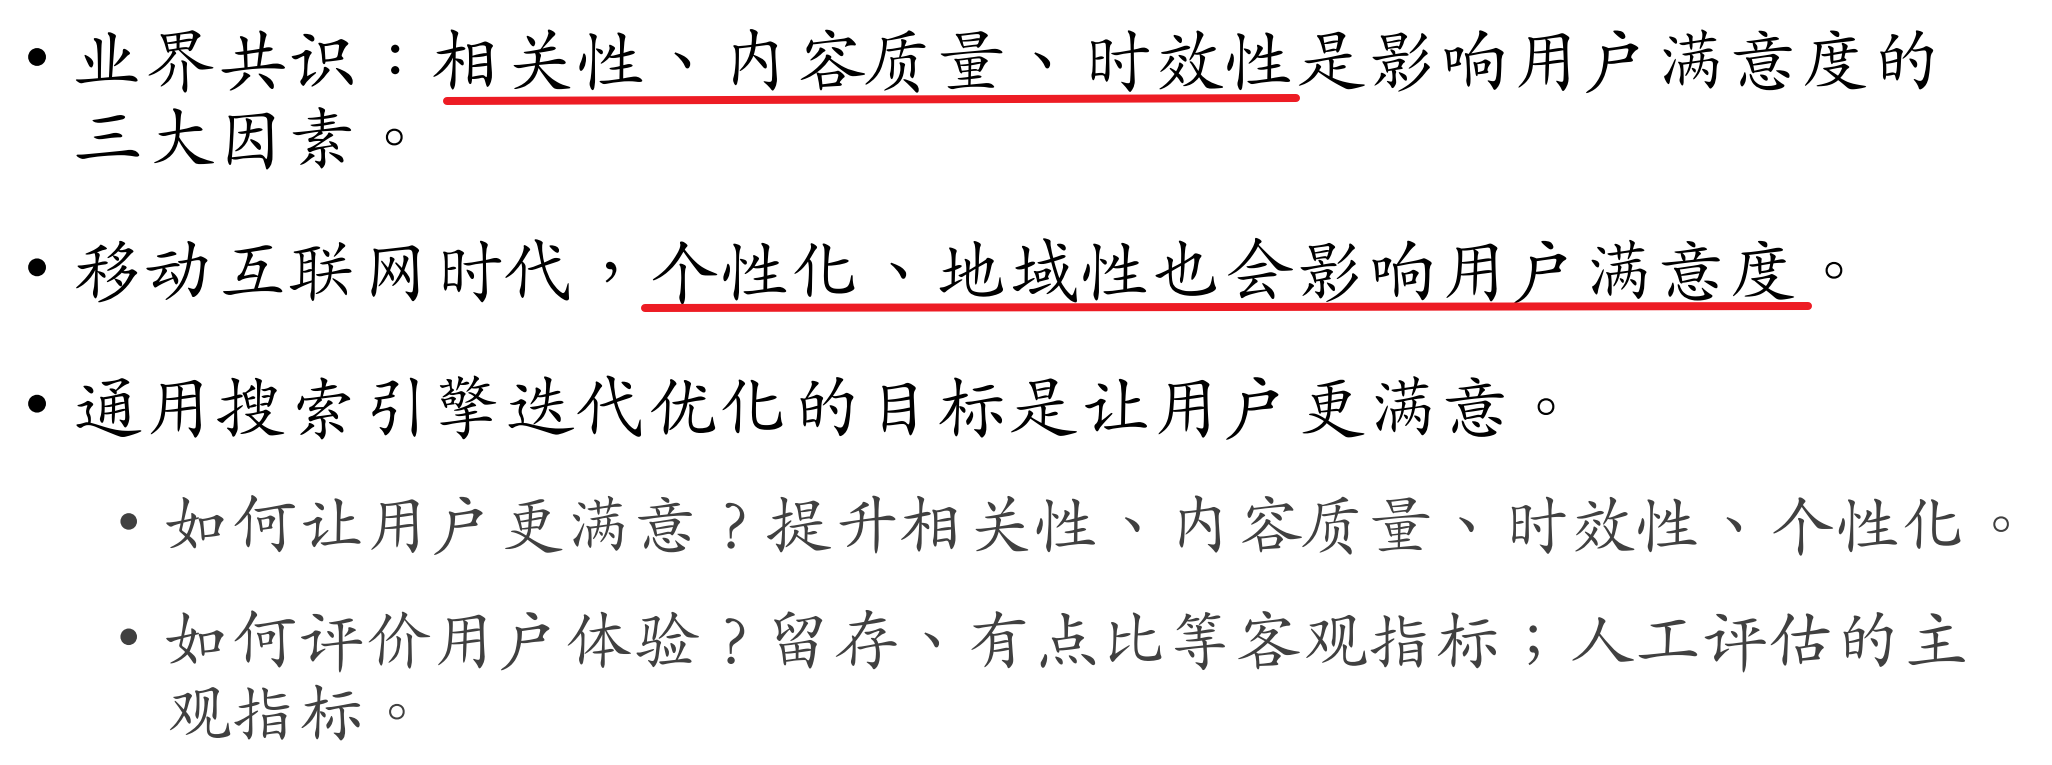 • 业界共识：相关性、内容质量、时效性是影响用户满意度的
三大因素。
• 移动互联网时代，个性化、地域性也会影响用户满意度。
• 通用搜索引擎迭代优化的目标是让用户更满意。
• 如何让用户更满意？提升相关性、内容质量、时效性、个性化。
• 如何评价用户体验？留存、有点比等客观指标；人工评估的主
观指标。